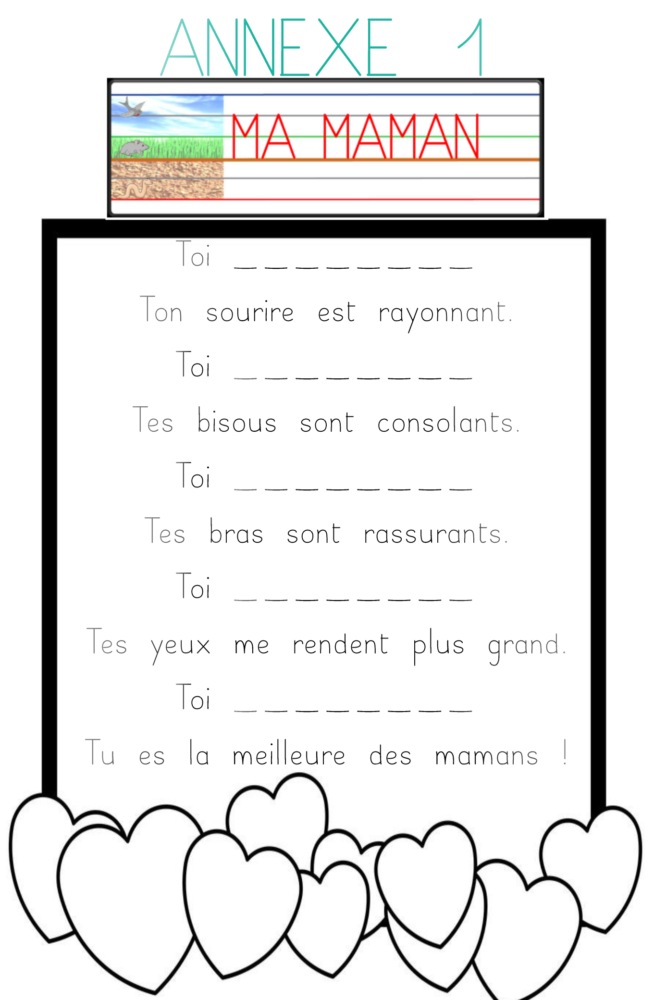 ANNEXE 1
MA MAMAN
Toi _ _ _ _ _ _ _ _
Ton sourire est rayonnant.
Toi _ _ _ _ _ _ _ _
Tes bisous sont consolants.
Toi _ _ _ _ _ _ _ _
Tes bras sont rassurants.
Toi _ _ _ _ _ _ _ _
Tes yeux me rendent plus grand.
Toi _ _ _ _ _ _ _ _
Tu es la meilleure des mamans !